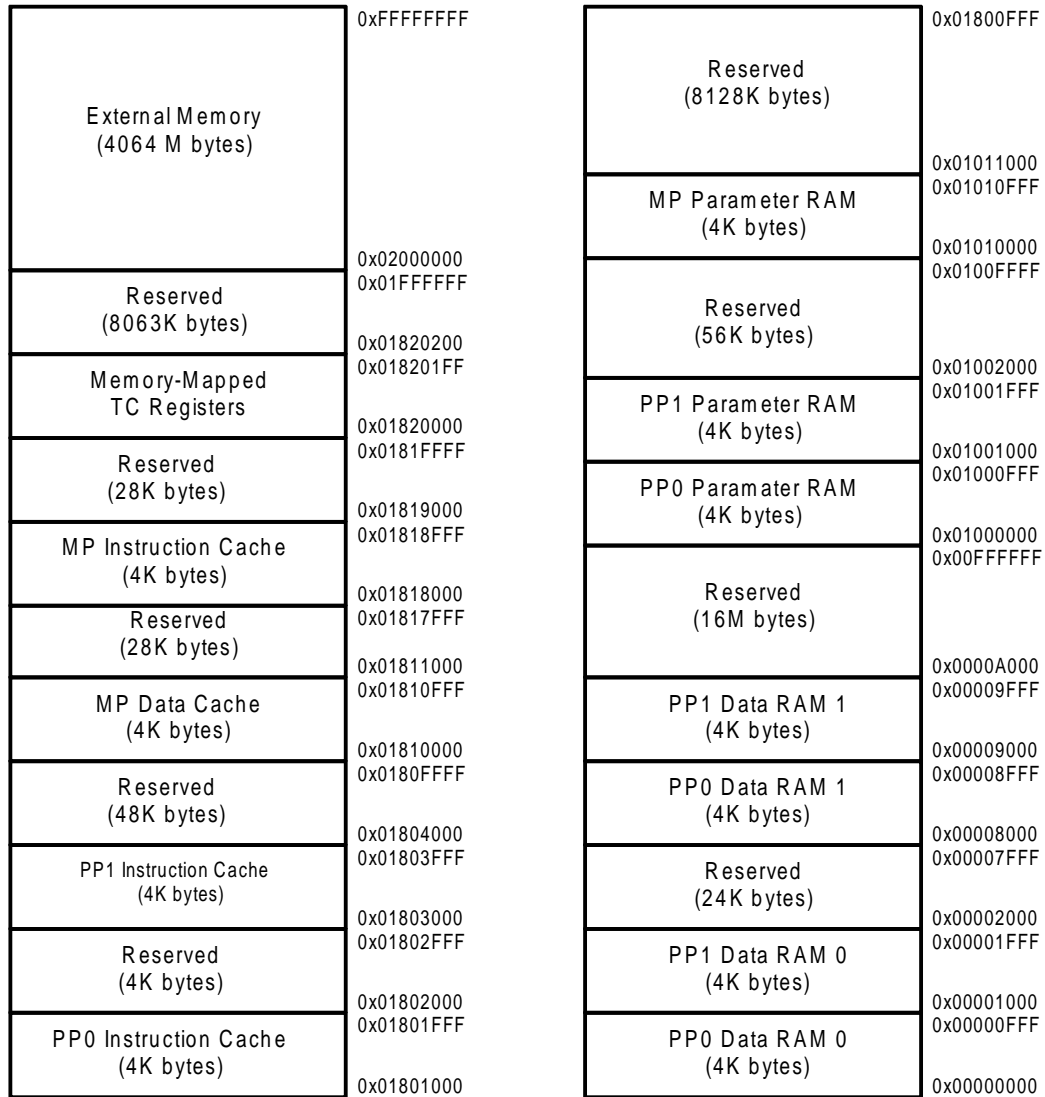 0xFFFFFFFF
External Memory
(4064 M bytes)
0x02000000
0x01FFFFFF
Reserved
(8063K bytes)
0x01820200
0x018201FF
Memory-Mapped
TC Registers
0x01820000
0x0181FFFF
Reserved
(28K bytes)
0x01819000
0x01818FFF
MP Instruction Cache
(4K bytes)
0x01818000
0x01817FFF
Reserved
(28K bytes)
0x01811000
0x01810FFF
MP Data Cache
(4K bytes)
0x01810000
0x0180FFFF
Reserved
(48K bytes)
0x01804000
0x01803FFF
PP1 Instruction Cache
(4K bytes)
0x01803000
0x01802FFF
Reserved
(4K bytes)
0x01802000
0x01801FFF
PP0 Instruction Cache
(4K bytes)
0x01801000
0x01800FFF
Reserved
(8128K bytes)
0x01011000
0x01010FFF
MP Parameter RAM
(4K bytes)
0x01010000
0x0100FFFF
Reserved
(56K bytes)
0x01002000
0x01001FFF
PP1 Parameter RAM
(4K bytes)
0x01001000
0x01000FFF
PP0 Paramater RAM
(4K bytes)
0x01000000
0x00FFFFFF
Reserved
(16M bytes)
0x0000A000
0x00009FFF
PP1 Data RAM 1
(4K bytes)
0x00009000
0x00008FFF
PP0 Data RAM 1
(4K bytes)
0x00008000
0x00007FFF
Reserved
(24K bytes)
0x00002000
0x00001FFF
PP1 Data RAM 0
(4K bytes)
0x00001000
0x00000FFF
PP0 Data RAM 0
(4K bytes)
0x00000000